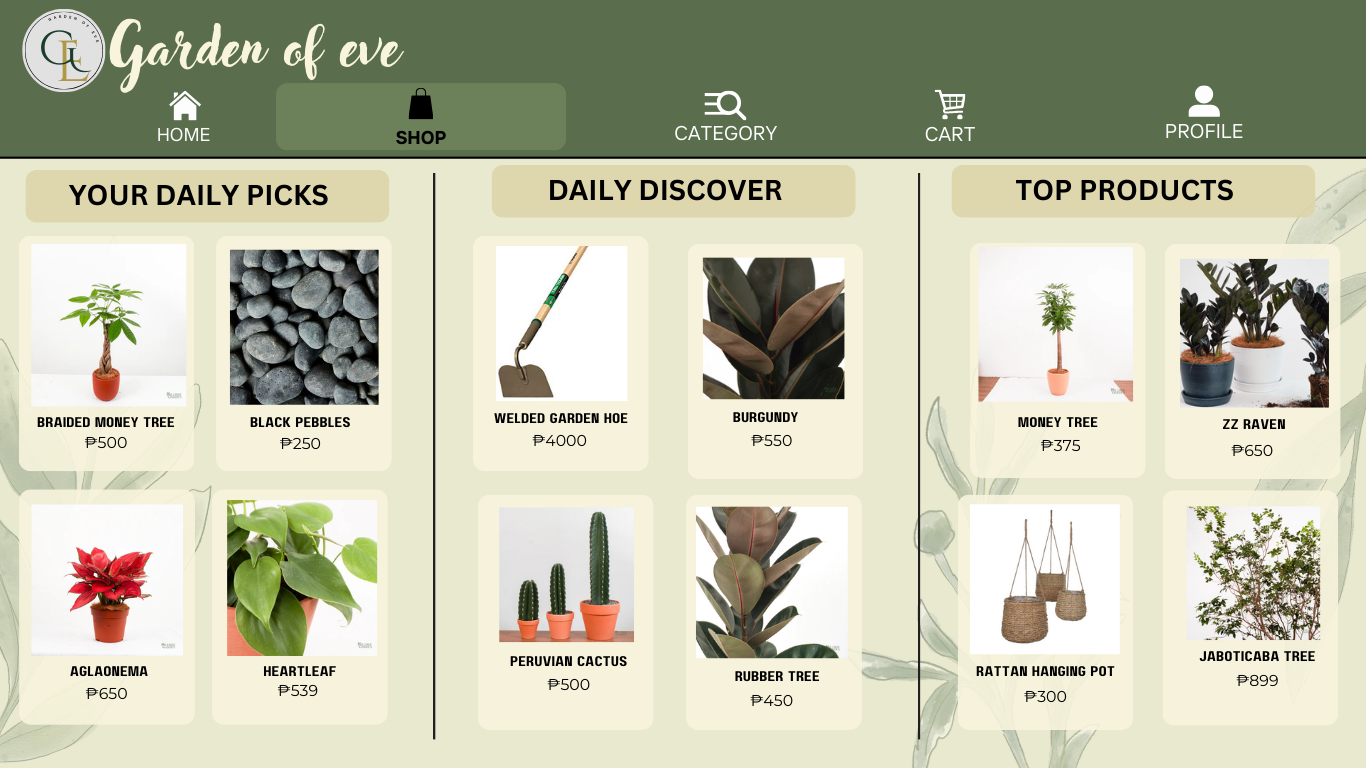 GARDEN OF EVE
GE
Garden of eve
HOME
SHOP
CATEGORY
CART
PROFILE
YOUR DAILY PICKS
BRAIDED MONEY TREE
₱500
BLACK PEBBLES
₱250
AGLAONEMA
₱650
HEARTLEAF
₱539
DAILY DISCOVER
WELDED GARDEN HOE
₱4000
BURGUNDY
₱550
PERUVIAN CACTUS
₱500
RUBBER TREE
₱450
TOP PRODUCTS
MONEY TREE
₱375
ZZ RAVEN
₱650
RATTAN HANGING POT
₱300
JABOTICABA TREE
₱899